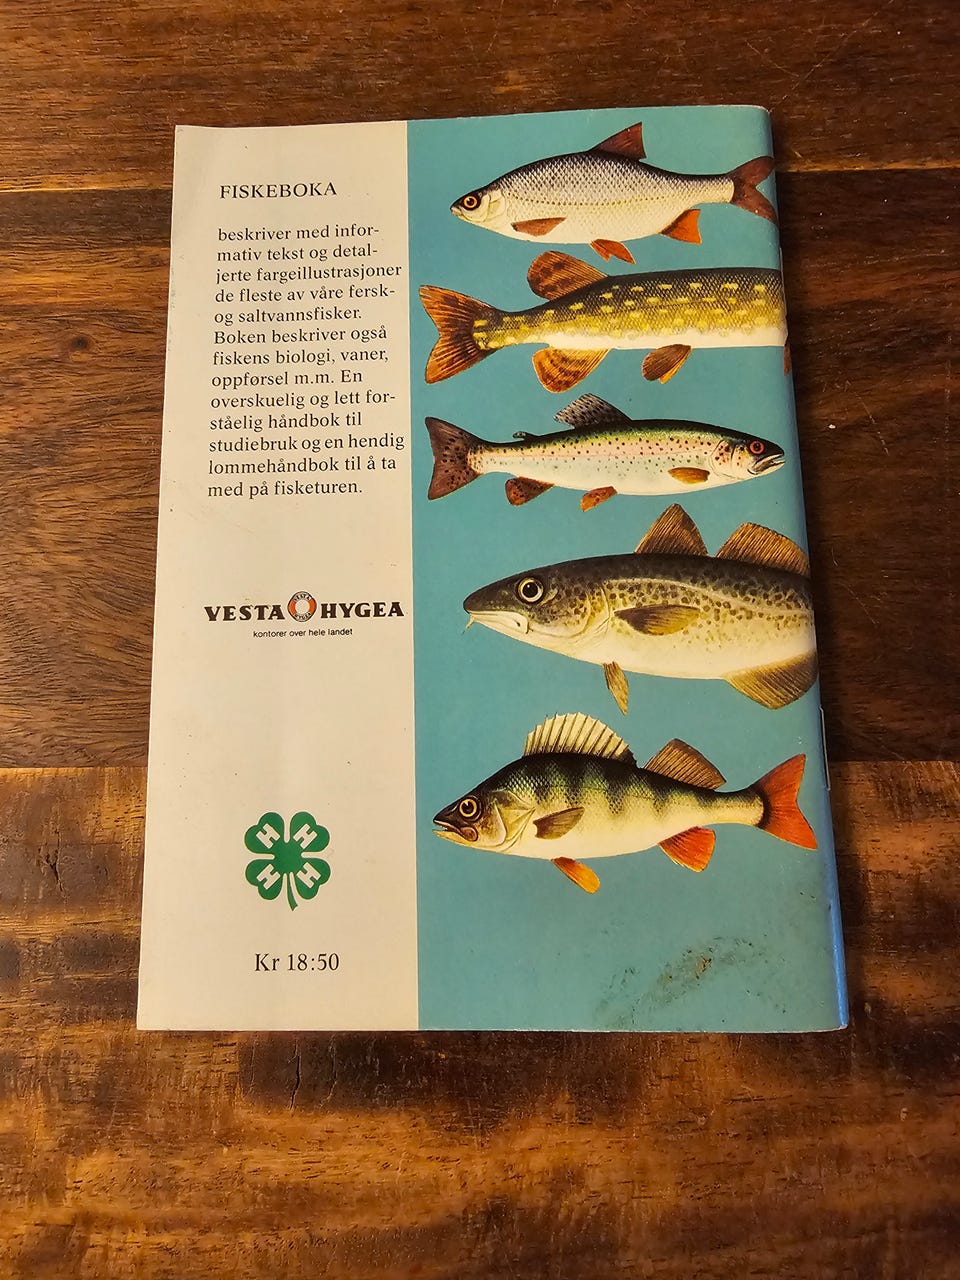 FISKEBOKA
beskriver med infor-
mativ tekst og detal-
jerte fargeillustrasjoner
de fleste av våre fersk-
og saltvannsfisker.
Boken beskriver også
fiskens biologi, vaner,
oppførsel m.m. En
overskuelig og lett for-
ståelig håndbok til
studiebruk og en hendig
lommehåndbok til å ta
med på fisketuren.
VESTA HYGEA
VESTA
HYGEA
kontorer over hele landet
H H
H H
Kr 18:50